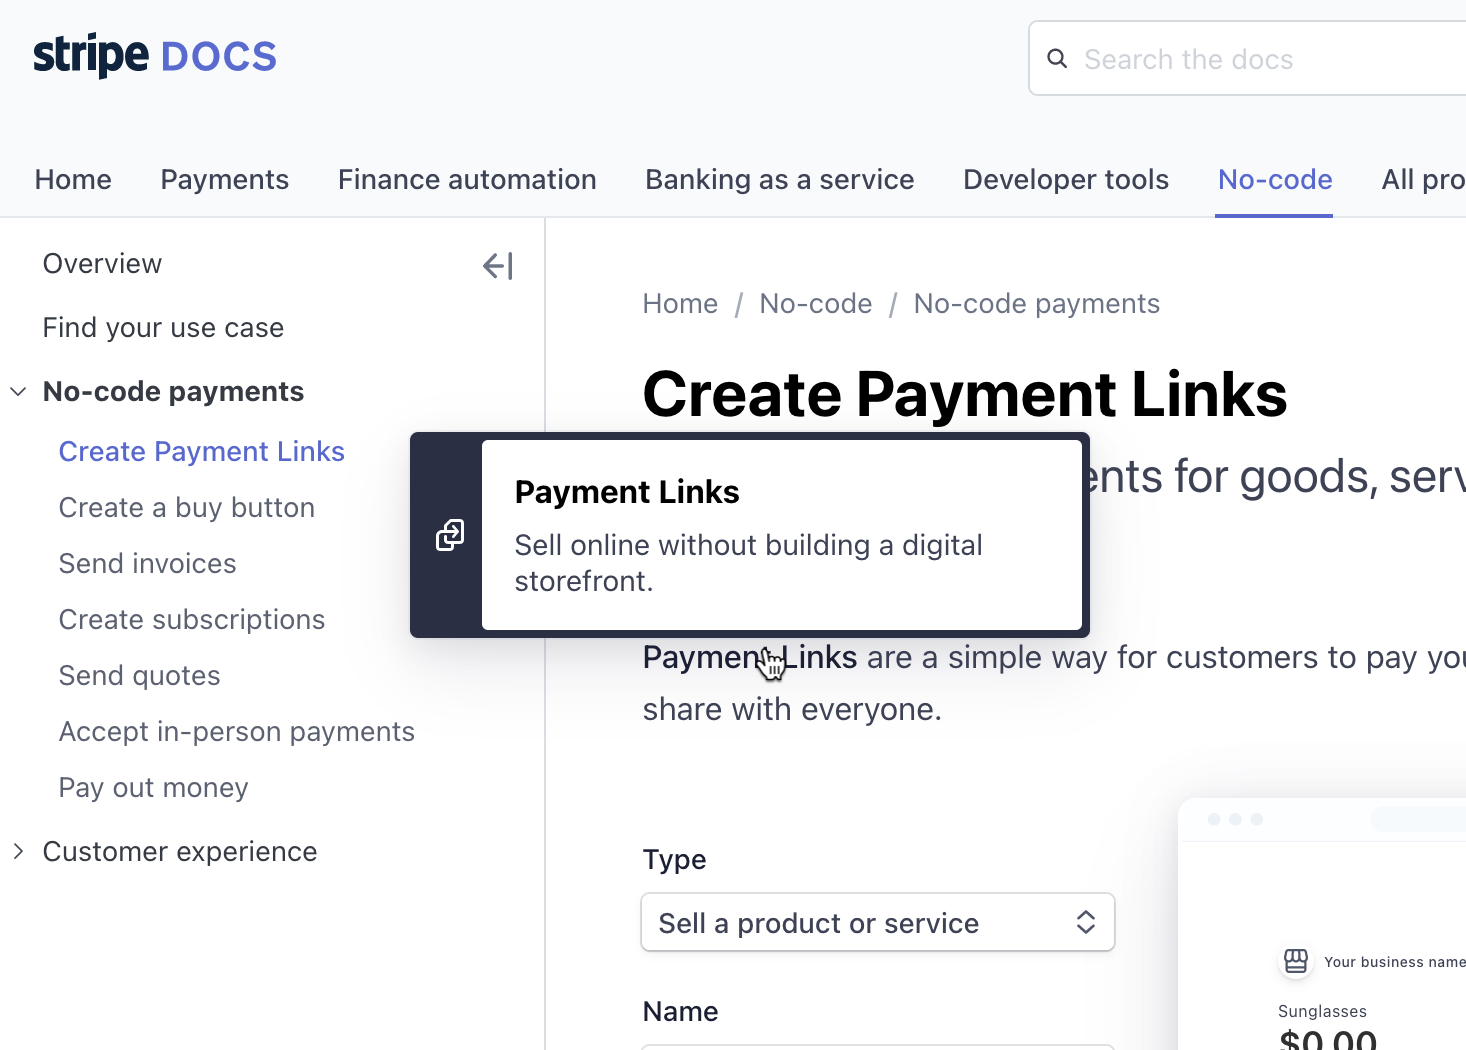 stripe DOCS
Search the docs
Home Payments Finance automation Banking as a service Developer tools No-code All pro
Overview
Find your use case
No-code payments
Create Payment Links
Create a buy button
Send invoices
Create subscriptions
Send quotes
Accept in-person payments
Pay out money
Customer experience
Home / No-code / No-code payments
Create Payment Links
ents for goods, serv
Payment Links
Sell online without building a digital
storefront.
Payment Links are a simple way for customers to pay you
share with everyone.
Type
Sell a product or service
Name
Your business name
Sunglasses
$0.00